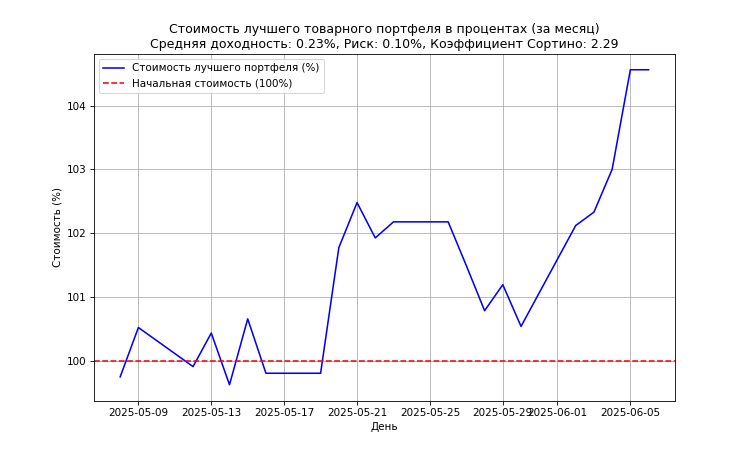 Стоимость лучшего товарного портфеля в процентах (за месяц)
Средняя доходность: 0.23%, Риск: 0.10%, Коэффициент Сортино: 2.29
Стоимость лучшего портфеля (%)
Начальная стоимость (100%)
Стоимость (%)
104
103
102
101
100
2025-05-09 2025-05-13 2025-05-17 2025-05-21 2025-05-25 2025-05-29 2025-06-01 2025-06-05
День